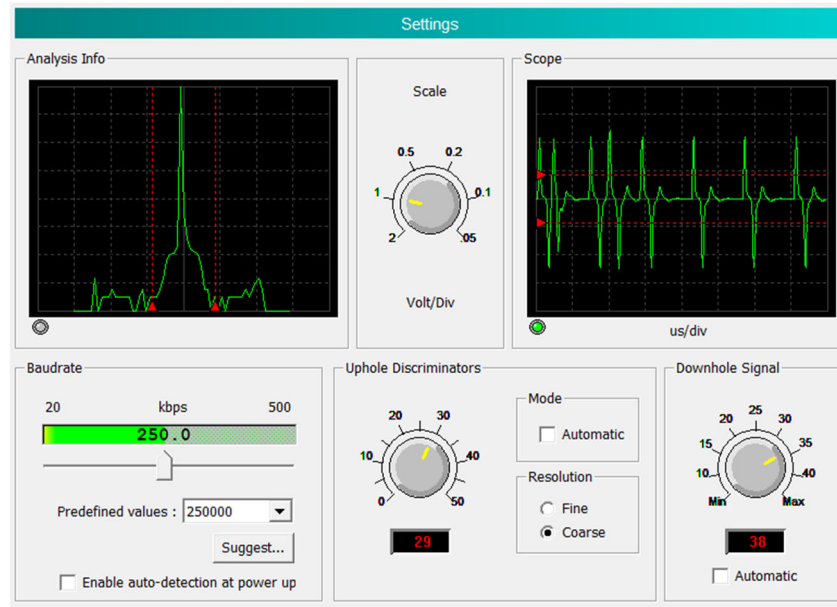 Settings
Analysis Info
Scale
0.5 0.2
1 0.1
2 .05
Volt/Div
Scope
us/div
Baudrate
20 kbps 500
250.0
Predefined values : 250000
Suggest...
Enable auto-detection at power up
Uphole Discriminators
20 30
10 40
0 50
29
Mode
Automatic
Resolution
Fine
Coarse
Downhole Signal
20 25 30
15 35
10 40
Min Max
38
Automatic